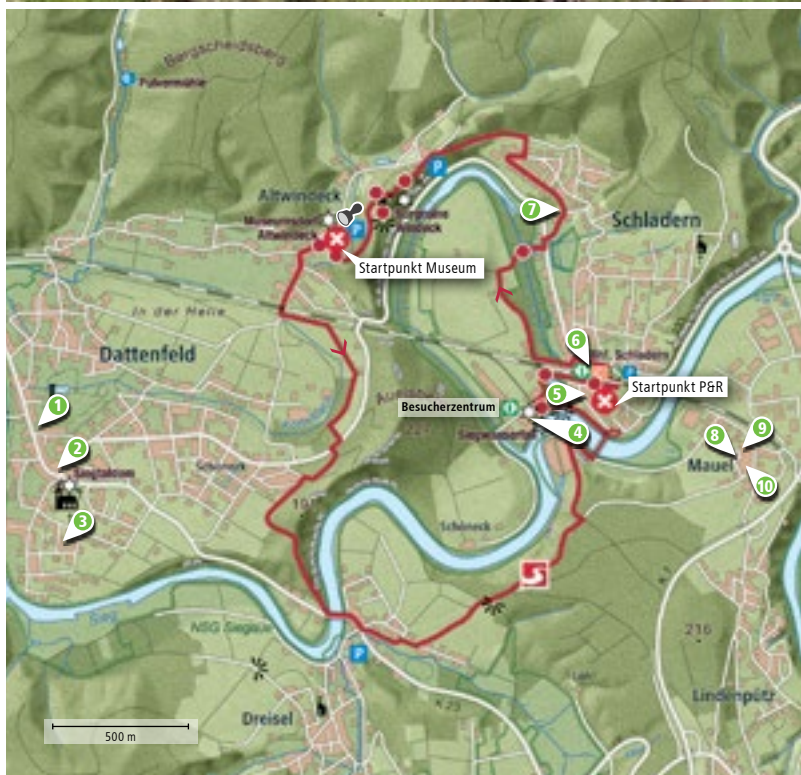 Bergscheidsberg
Pulvermühle
P
Altwindeck
Museumsdorf
Altwindeck
P
Burgruine
Windeck
7
Schladern
Startpunkt Museum
In der Helle
Dattenfeld
6
Bhf. Schladern
Startpunkt P&R
5
Besucherzentrum
4
Siegwasserfall
1
2
8
9
Mauel
10
Schöneck
3
Schöneck
Sieg
NSG Siegaue
P
216
Lindenpütz
K 23
Dreisel
500 m